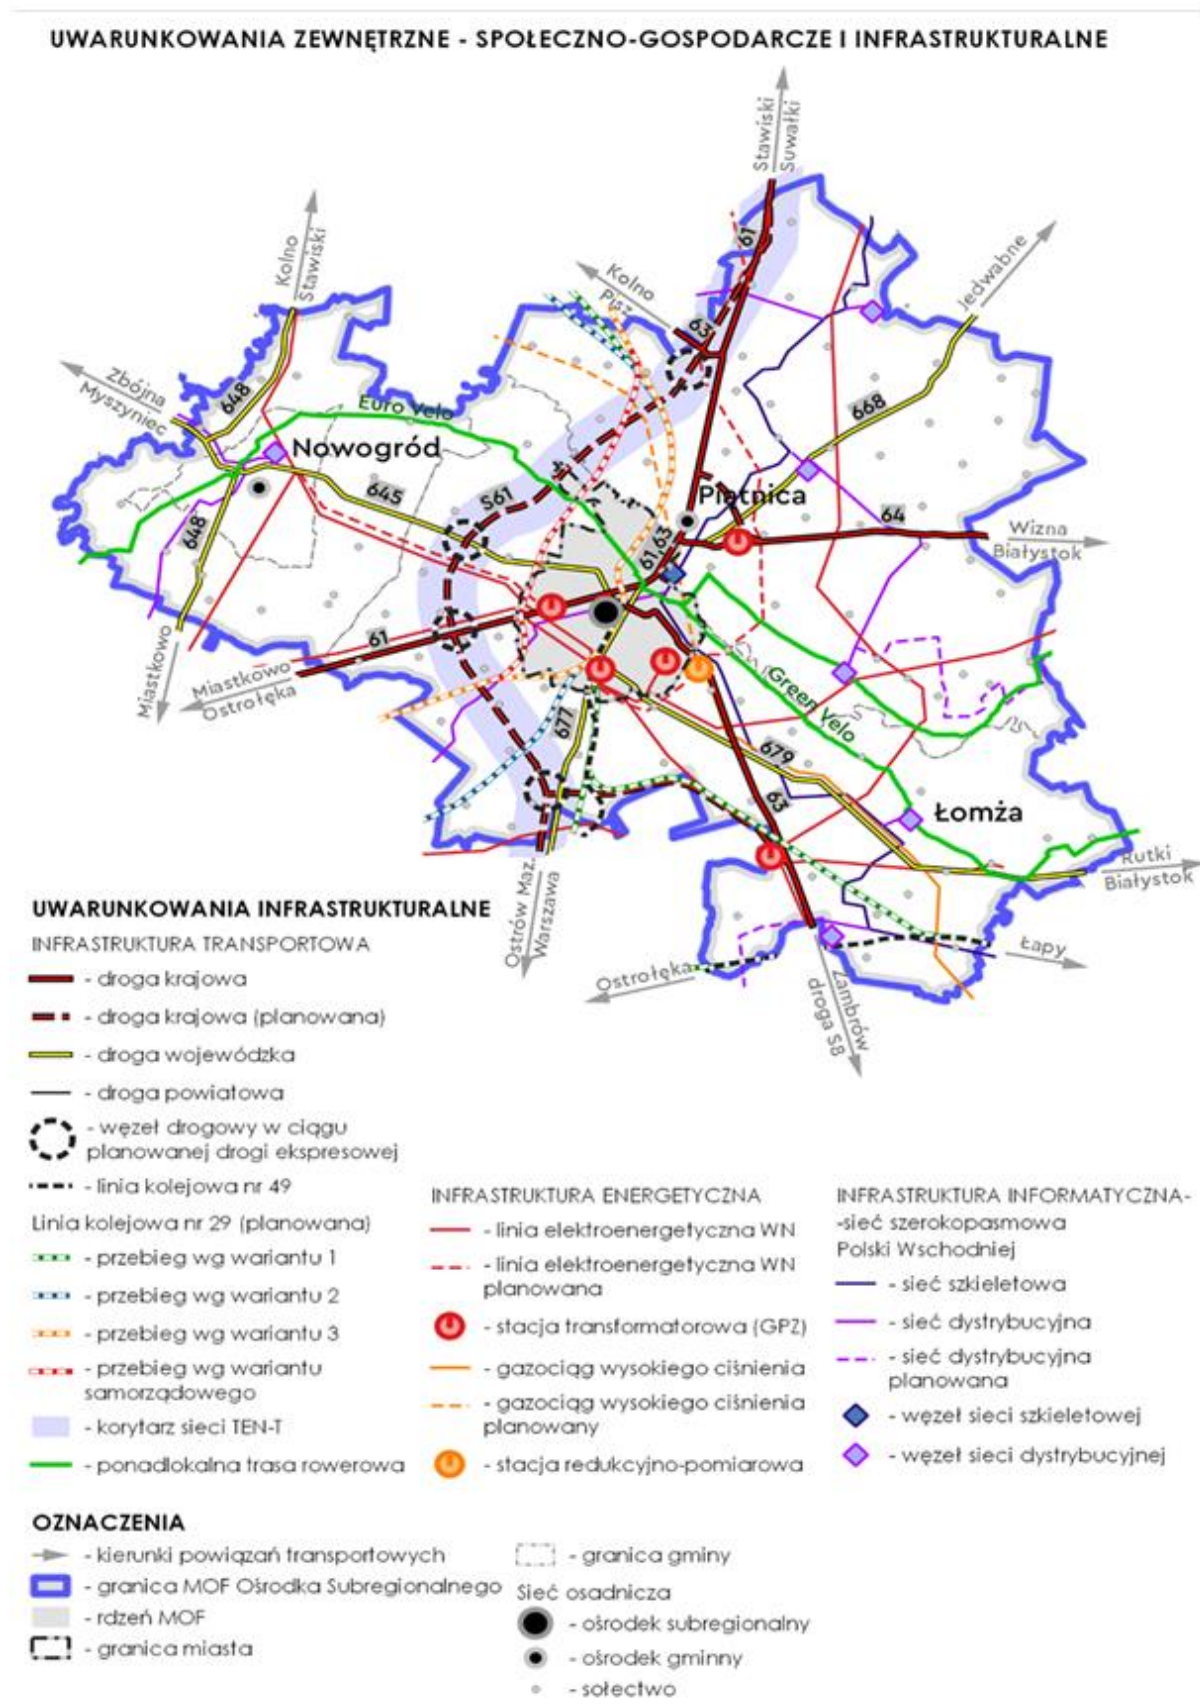 UWARUNKOWANIA ZEWNĘTRZNE - SPOŁECZNO-GOSPODARCZE I INFRASTRUKTURALNE
Stawiski
Suwałki
Kolno
Stawiski
61
Jedwabne
Kolno
Pisz
63
Zbójna
Myszyniec
648
Euro Velo
668
Nowogród
645
S61
Piątnica
64
Wizna
Białystok
648
61 63
61
Miastkowo
Miastkowo
Ostrołęka
Green Velo
677
679
63
Łomża
Rutki
Białystok
Ostrów Maz.
Warszawa
Ostrołęka
Łapy
Zambrów
droga S8
UWARUNKOWANIA INFRASTRUKTURALNE
INFRASTRUKTURA TRANSPORTOWA
- droga krajowa
- droga krajowa (planowana)
- droga wojewódzka
- droga powiatowa
- węzeł drogowy w ciągu
planowanej drogi ekspresowej
- linia kolejowa nr 49
Linia kolejowa nr 29 (planowana)
- przebieg wg wariantu 1
- przebieg wg wariantu 2
- przebieg wg wariantu 3
- przebieg wg wariantu
samorządowego
- korytarz sieci TEN-T
- ponadlokalna trasa rowerowa
INFRASTRUKTURA ENERGETYCZNA
- linia elektroenergetyczna WN
- linia elektroenergetyczna WN
planowana
- stacja transformatorowa (GPZ)
- gazociąg wysokiego ciśnienia
- gazociąg wysokiego ciśnienia
planowany
- stacja redukcyjno-pomiarowa
INFRASTRUKTURA INFORMATYCZNA-
-sieć szerokopasmowa
Polski Wschodniej
- sieć szkieletowa
- sieć dystrybucyjna
- sieć dystrybucyjna
planowana
- węzeł sieci szkieletowej
- węzeł sieci dystrybucyjnej
OZNACZENIA
- kierunki powiązań transportowych
- granica MOF Ośrodka Subregionalnego
- rdzeń MOF
- granica miasta
- granica gminy
Sieć osadnicza
- ośrodek subregionalny
- ośrodek gminny
- sołectwo